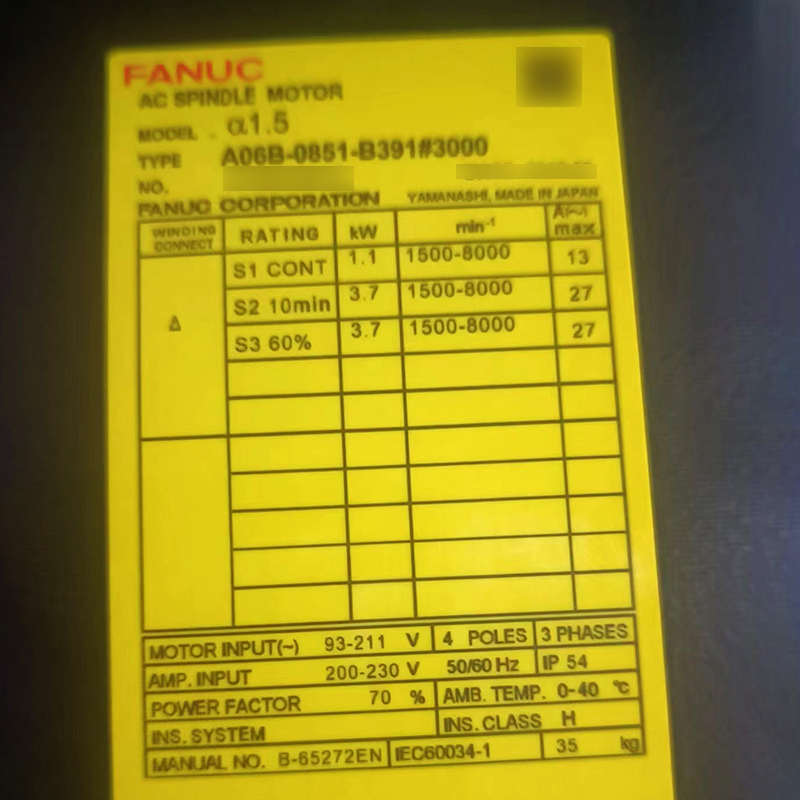 FANUC
AC SPINDLE MOTOR
MODEL α1.5
TYPE A06B-0851-B391#3000
NO.
FANUC CORPORATION YAMANASHI, MADE IN JAPAN
WINDING CONNECT RATING kW min-1 A(~) max
Δ S1 CONT 1.1 1500-8000 13
S2 10min 3.7 1500-8000 27
S3 60% 3.7 1500-8000 27
MOTOR INPUT(~) 93-211 V 4 POLES 3 PHASES
AMP. INPUT 200-230 V 50/60 Hz IP 54
POWER FACTOR 70 % AMB. TEMP. 0-40 ℃
INS. SYSTEM INS. CLASS H
MANUAL NO. B-65272EN IEC60034-1 35 kg